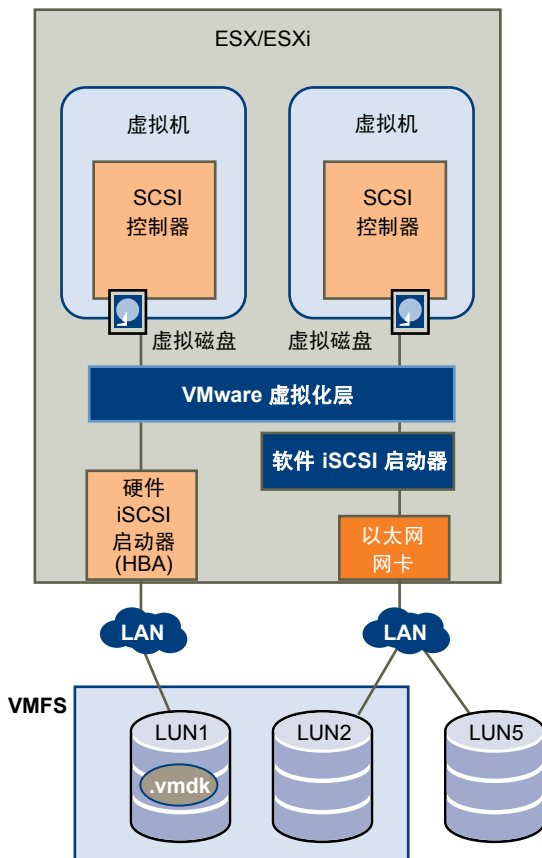 ESX/ESXi
虚拟机
虚拟机
SCSI
控制器
SCSI
控制器
虚拟磁盘
虚拟磁盘
VMware 虚拟化层
软件 iSCSI 启动器
硬件
iSCSI
启动器
(HBA)
以太网
网卡
LAN
LAN
VMFS
LUN1
LUN2
LUN5
.vmdk